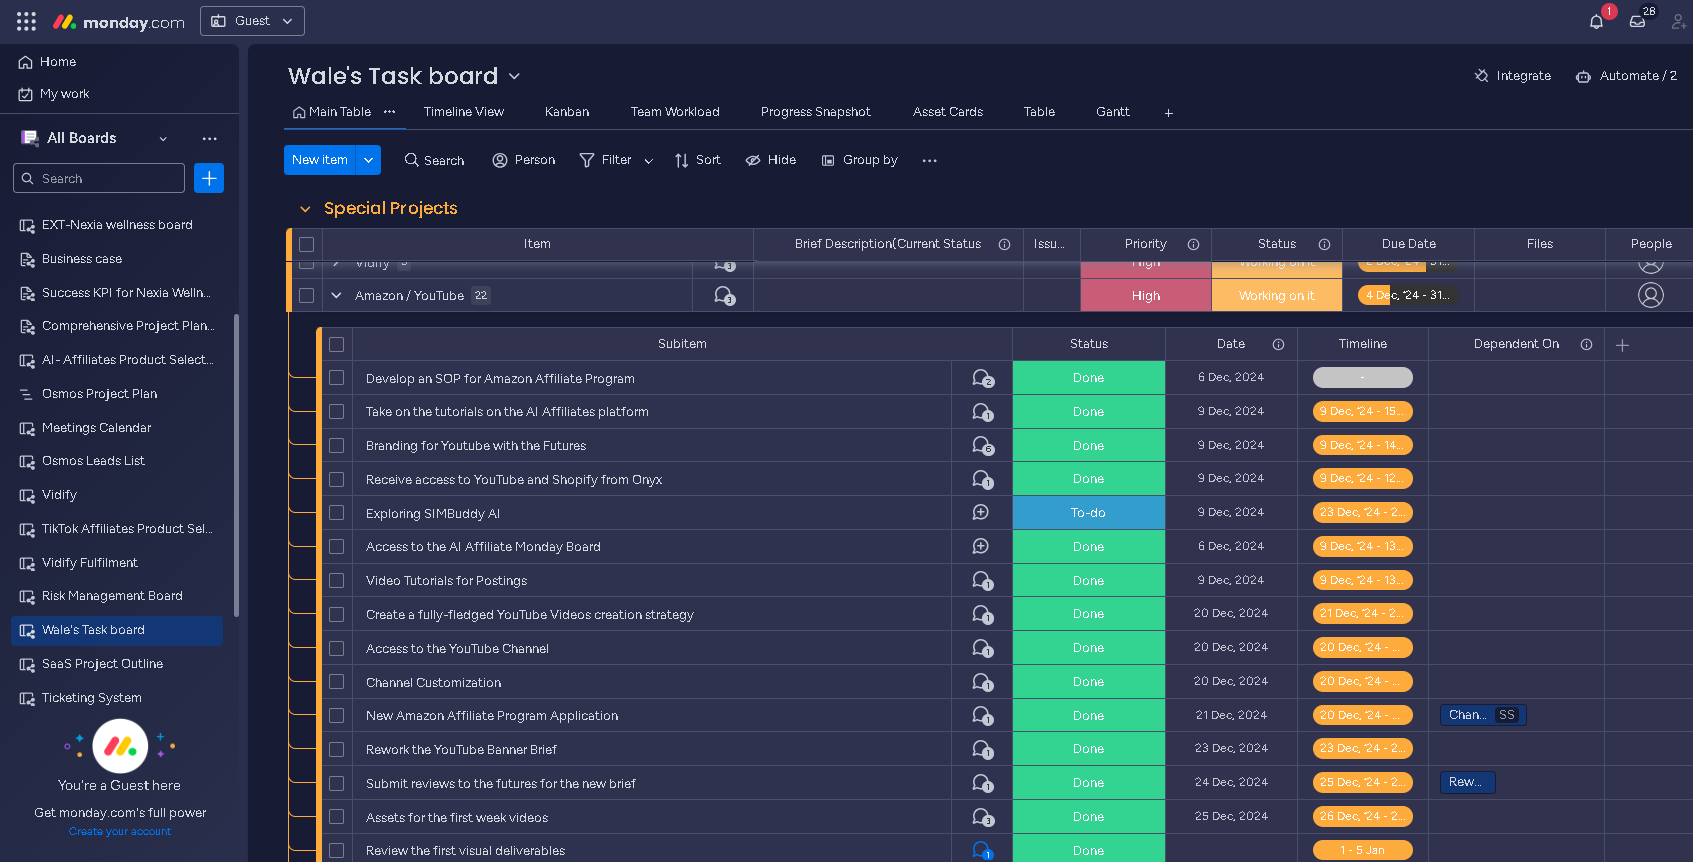 monday.com
Guest
1
28
Home
My work
All Boards
Search
EXT-Nexia wellness board
Business case
Success KPI for Nexia Welln...
Comprehensive Project Plan...
AI- Affiliates Product Select...
Osmos Project Plan
Meetings Calendar
Osmos Leads List
Vidify
TikTok Affiliates Product Sel...
Vidify Fulfilment
Risk Management Board
Wale's Task board
SaaS Project Outline
Ticketing System
You're a Guest here
Get monday.com's full power
Create your account
Wale's Task board
Integrate
Automate / 2
Main Table Timeline View Kanban Team Workload Progress Snapshot Asset Cards Table Gantt
New item Search Person Filter Sort Hide Group by
Special Projects
Item Brief Description(Current Status Issu... Priority Status Due Date Files People
Vidify 3 High Working on it
Amazon / YouTube 22 3 High Working on it 4 Dec, '24 - 31...
Subitem Status Date Timeline Dependent On
Develop an SOP for Amazon Affiliate Program 2 Done 6 Dec, 2024 -
Take on the tutorials on the AI Affiliates platform 1 Done 9 Dec, 2024 9 Dec, '24 - 15...
Branding for Youtube with the Futures 6 Done 9 Dec, 2024 9 Dec, '24 - 14...
Receive access to YouTube and Shopify from Onyx 1 Done 9 Dec, 2024 9 Dec, '24 - 12...
Exploring SIMBuddy AI To-do 9 Dec, 2024 23 Dec, '24 - 2...
Access to the AI Affiliate Monday Board Done 6 Dec, 2024 9 Dec, '24 - 13...
Video Tutorials for Postings 1 Done 9 Dec, 2024 9 Dec, '24 - 13...
Create a fully-fledged YouTube Videos creation strategy 1 Done 20 Dec, 2024 21 Dec, '24 - 2...
Access to the YouTube Channel 1 Done 20 Dec, 2024 20 Dec, '24 - ...
Channel Customization 1 Done 20 Dec, 2024 20 Dec, '24 - ...
New Amazon Affiliate Program Application 1 Done 21 Dec, 2024 20 Dec, '24 - ... Chan... SS
Rework the YouTube Banner Brief 1 Done 23 Dec, 2024 23 Dec, '24 - 2...
Submit reviews to the futures for the new brief 1 Done 24 Dec, 2024 25 Dec, '24 - 2... Rew...
Assets for the first week videos 3 Done 25 Dec, 2024 26 Dec, '24 - 2...
Review the first visual deliverables 1 Done 1 - 5 Jan